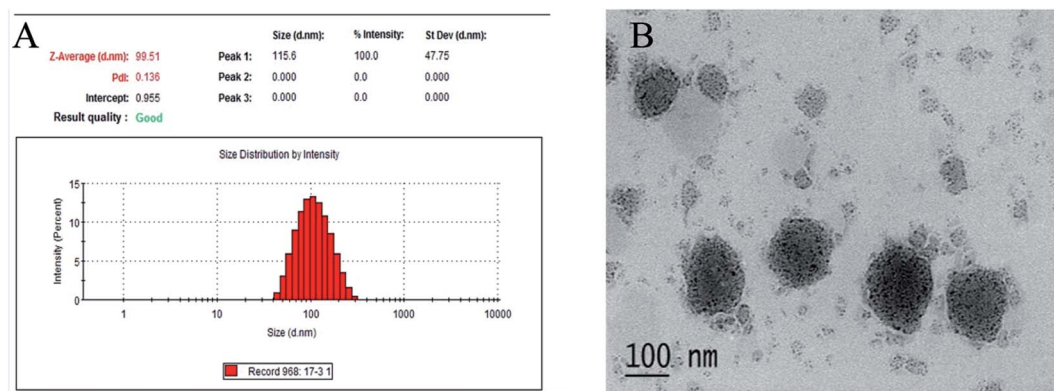 A
Size (d.nm): % Intensity: St Dev (d.nm):
Z-Average (d.nm): 99.51 Peak 1: 115.6 100.0 47.75
PdI: 0.136 Peak 2: 0.000 0.0 0.000
Intercept: 0.955 Peak 3: 0.000 0.0 0.000
Result quality : Good
Size Distribution by Intensity
Intensity (Percent)
15
10
5
0
1 10 100 1000 10000
Size (d.nm)
Record 968: 17-3 1
B
100 nm